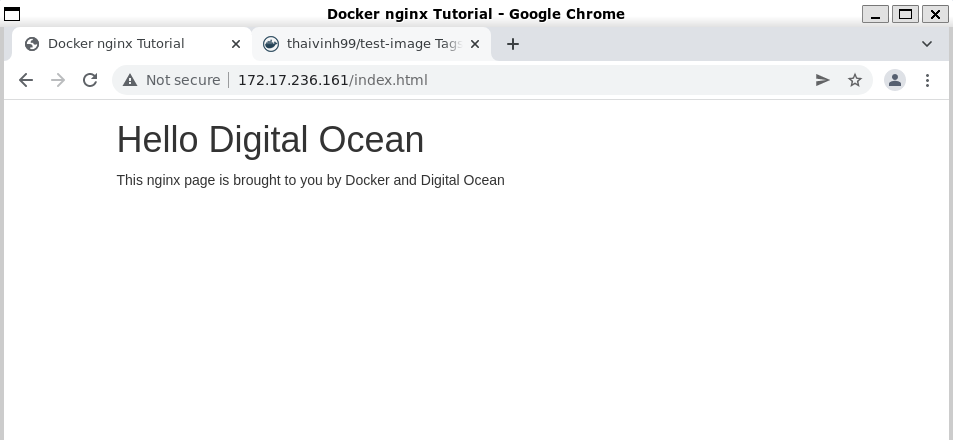 Docker nginx Tutorial - Google Chrome
Docker nginx Tutorial
thaivinh99/test-image Tags
Not secure
172.17.236.161/index.html
Hello Digital Ocean
This nginx page is brought to you by Docker and Digital Ocean